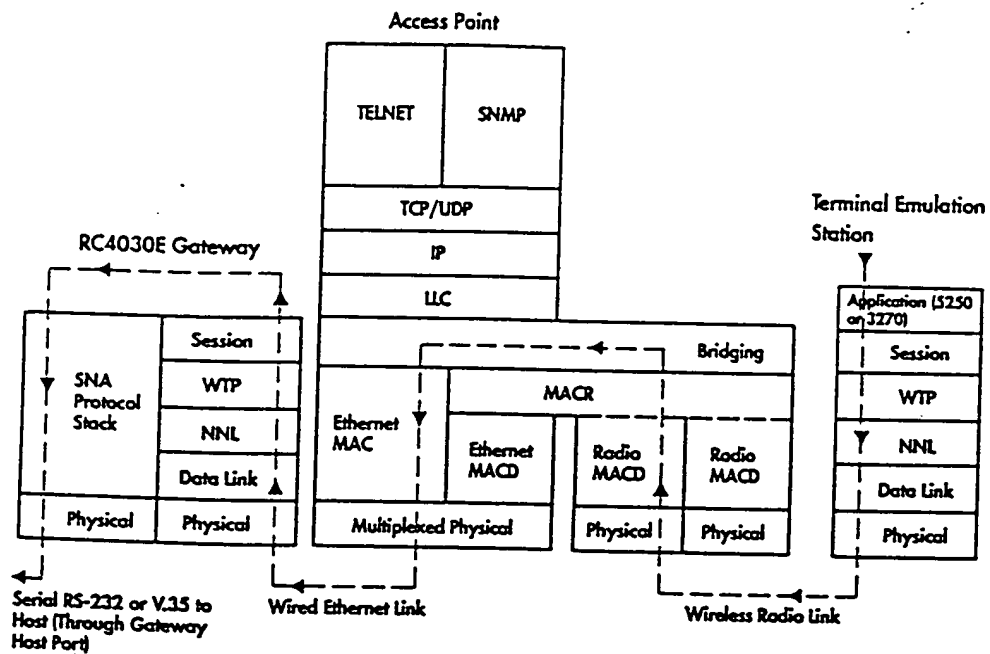 Access Point
TELNET
SNMP
TCP/UDP
IP
LLC
Bridging
MACR
Ethernet
MAC
Ethernet
MACD
Radio
MACD
Radio
MACD
Multiplexed Physical
Physical
Physical
RC4030E Gateway
SNA
Protocol
Stack
Session
WTP
NNL
Data Link
Physical
Physical
Serial RS-232 or V.35 to
Host (Through Gateway
Host Port)
Wired Ethernet Link
Terminal Emulation
Station
Application (5250
or 3270)
Session
WTP
NNL
Data Link
Physical
Wireless Radio Link